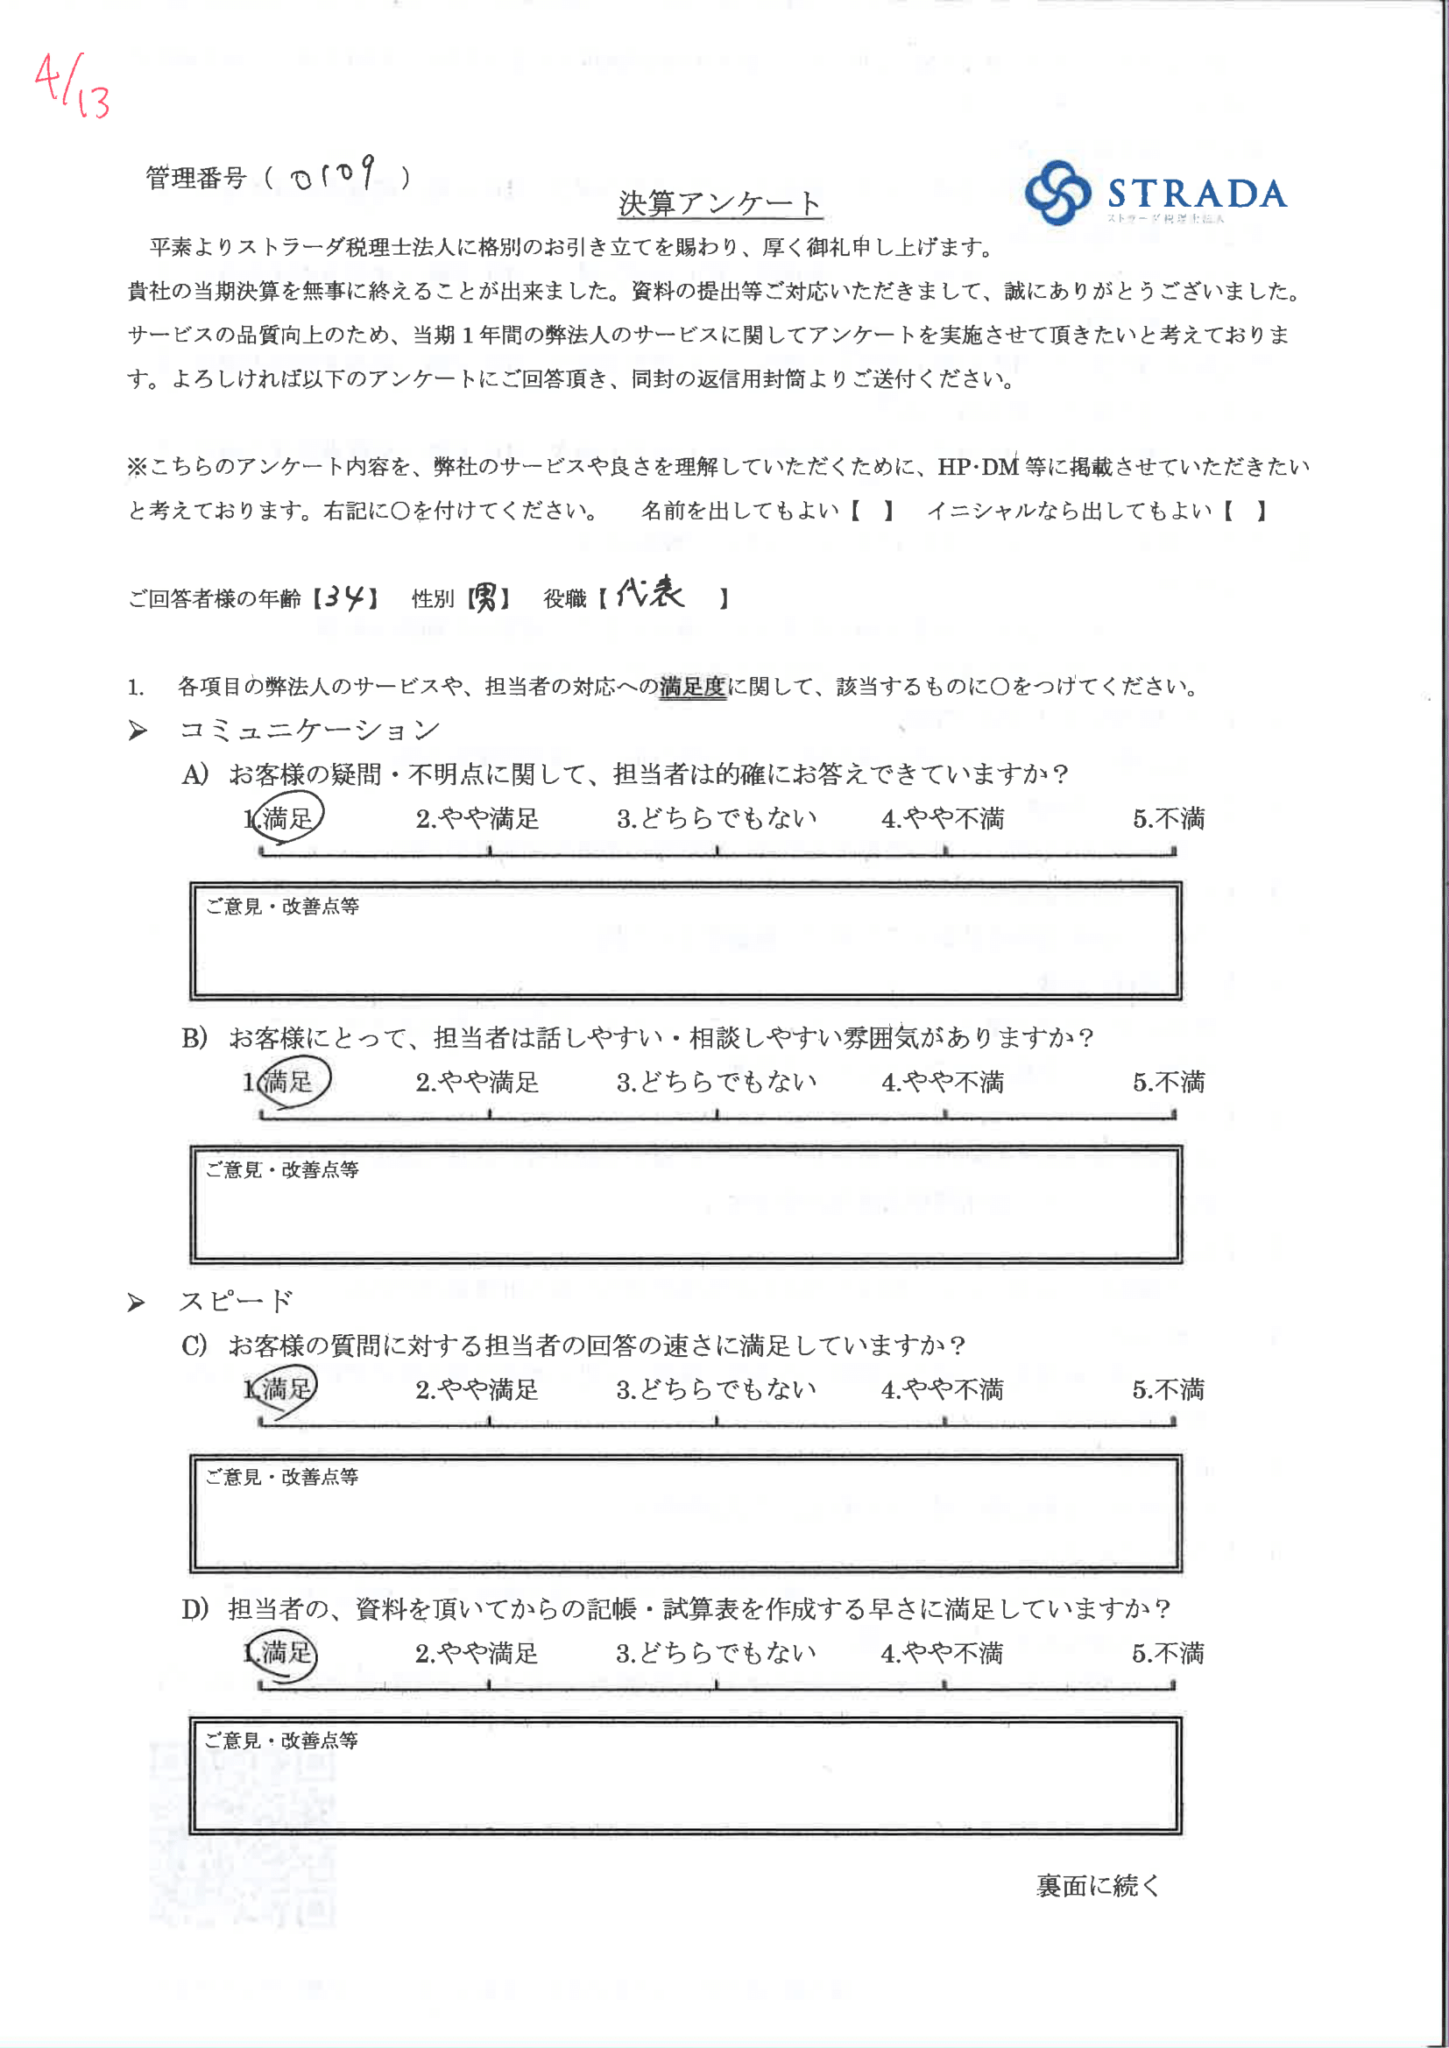 4/13
管理番号（ 0109 ）
STRADA
ストラーダ税理士法人
決算アンケート
平素よりストラーダ税理士法人に格別のお引き立てを賜わり、厚く御礼申し上げます。
貴社の当期決算を無事に終えることが出来ました。資料の提出等ご対応いただきまして、誠にありがとうございました。
サービスの品質向上のため、当期１年間の弊法人のサービスに関してアンケートを実施させて頂きたいと考えておりま
す。よろしければ以下のアンケートにご回答頂き、同封の返信用封筒よりご送付ください。
※こちらのアンケート内容を、弊社のサービスや良さを理解していただくために、HP･DM 等に掲載させていただきたい
と考えております。右記に〇を付けてください。　名前を出してもよい【　】　イニシャルなら出してもよい【　】
ご回答者様の年齢【34】　性別【男】　役職【 代表　】
1.　各項目の弊法人のサービスや、担当者の対応への満足度に関して、該当するものに〇をつけてください。
➢　コミュニケーション
A) お客様の疑問・不明点に関して、担当者は的確にお答えできていますか？
1.満足　2.やや満足　3.どちらでもない　4.やや不満　5.不満
ご意見・改善点等
B) お客様にとって、担当者は話しやすい・相談しやすい雰囲気がありますか？
1.満足　2.やや満足　3.どちらでもない　4.やや不満　5.不満
ご意見・改善点等
➢　スピード
C) お客様の質問に対する担当者の回答の速さに満足していますか？
1.満足　2.やや満足　3.どちらでもない　4.やや不満　5.不満
ご意見・改善点等
D) 担当者の、資料を頂いてからの記帳・試算表を作成する早さに満足していますか？
1.満足　2.やや満足　3.どちらでもない　4.やや不満　5.不満
ご意見・改善点等
裏面に続く